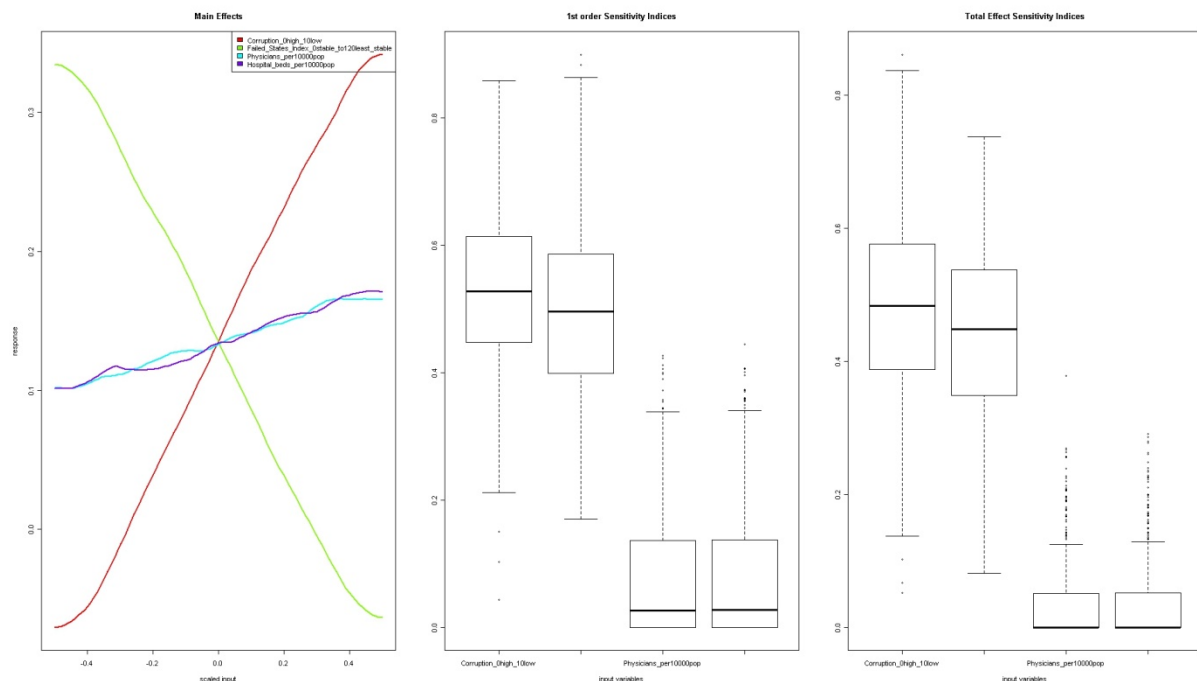 Main Effects
Corruption_0high_10low
Failed_States_Index_0stable_to120least_stable
Physicians_per10000pop
Hospital_beds_per10000pop
response
0.3
0.2
0.1
0.0
-0.4
-0.2
0.0
0.2
0.4
scaled input
1st order Sensitivity Indices
0.8
0.6
0.4
0.2
0.0
Corruption_0high_10low
Physicians_per10000pop
input variables
Total Effect Sensitivity Indices
0.8
0.6
0.4
0.2
0.0
Corruption_0high_10low
Physicians_per10000pop
input variables